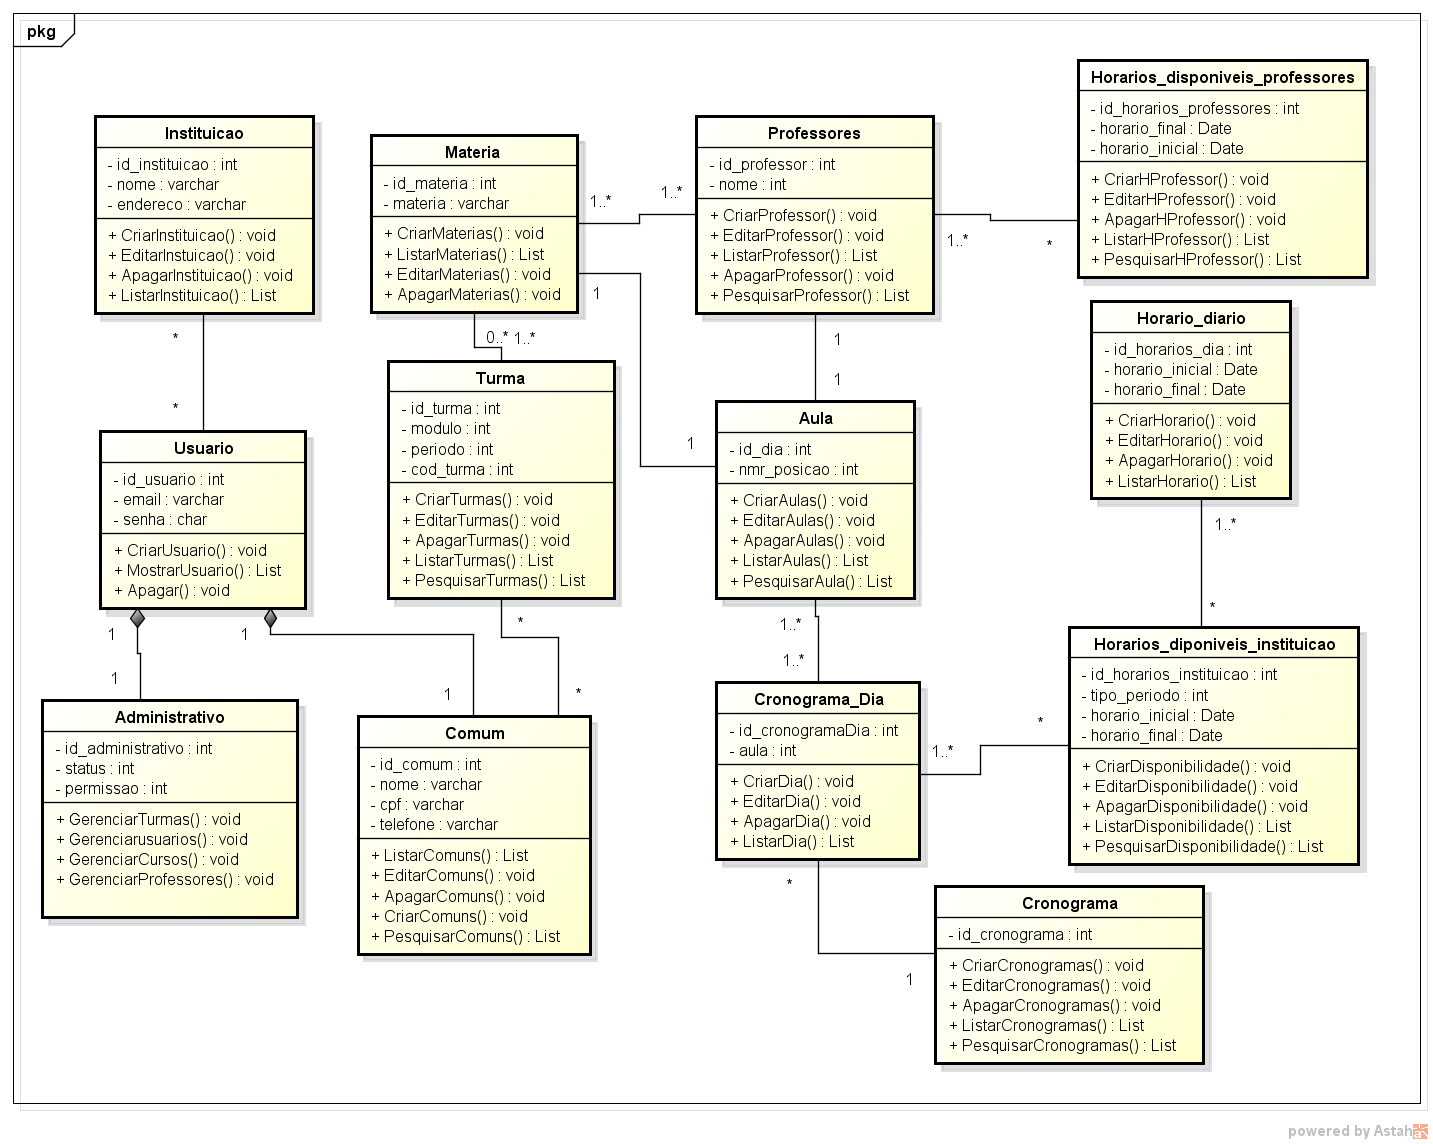 pkg
Instituicao
- id_instituicao : int
- nome : varchar
- endereco : varchar
+ CriarInstituicao() : void
+ EditarInstuicao() : void
+ ApagarInstituicao() : void
+ ListarInstituicao() : List
*
*
Usuario
- id_usuario : int
- email : varchar
- senha : char
+ CriarUsuario() : void
+ MostrarUsuario() : List
+ Apagar() : void
1
1
1
1
Administrativo
- id_administrativo : int
- status : int
- permissao : int
+ GerenciarTurmas() : void
+ Gerenciarusuarios() : void
+ GerenciarCursos() : void
+ GerenciarProfessores() : void
Materia
- id_materia : int
- materia : varchar
+ CriarMaterias() : void
+ ListarMaterias() : List
+ EditarMaterias() : void
+ ApagarMaterias() : void
1..*
1..*
1
1
0..* 1..*
Turma
- id_turma : int
- modulo : int
- periodo : int
- cod_turma : int
+ CriarTurmas() : void
+ EditarTurmas() : void
+ ApagarTurmas() : void
+ ListarTurmas() : List
+ PesquisarTurmas() : List
*
*
Comum
- id_comum : int
- nome : varchar
- cpf : varchar
- telefone : varchar
+ ListarComuns() : List
+ EditarComuns() : void
+ ApagarComuns() : void
+ CriarComuns() : void
+ PesquisarComuns() : List
Professores
- id_professor : int
- nome : int
+ CriarProfessor() : void
+ EditarProfessor() : void
+ ListarProfessor() : List
+ ApagarProfessor() : void
+ PesquisarProfessor() : List
1..*
*
1
1
Aula
- id_dia : int
- nmr_posicao : int
+ CriarAulas() : void
+ EditarAulas() : void
+ ApagarAulas() : void
+ ListarAulas() : List
+ PesquisarAula() : List
1..*
1..*
Cronograma_Dia
- id_cronogramaDia : int
- aula : int
+ CriarDia() : void
+ EditarDia() : void
+ ApagarDia() : void
+ ListarDia() : List
1..*
*
*
1
Horarios_disponiveis_professores
- id_horarios_professores : int
- horario_final : Date
- horario_inicial : Date
+ CriarHProfessor() : void
+ EditarHProfessor() : void
+ ApagarHProfessor() : void
+ ListarHProfessor() : List
+ PesquisarHProfessor() : List
Horario_diario
- id_horarios_dia : int
- horario_inicial : Date
- horario_final : Date
+ CriarHorario() : void
+ EditarHorario() : void
+ ApagarHorario() : void
+ ListarHorario() : List
1..*
*
Horarios_diponiveis_instituicao
- id_horarios_instituicao : int
- tipo_periodo : int
- horario_inicial : Date
- horario_final : Date
+ CriarDisponibilidade() : void
+ EditarDisponibilidade() : void
+ ApagarDisponibilidade() : void
+ ListarDisponibilidade() : List
+ PesquisarDisponibilidade() : List
Cronograma
- id_cronograma : int
+ CriarCronogramas() : void
+ EditarCronogramas() : void
+ ApagarCronogramas() : void
+ ListarCronogramas() : List
+ PesquisarCronogramas() : List
powered by Astah